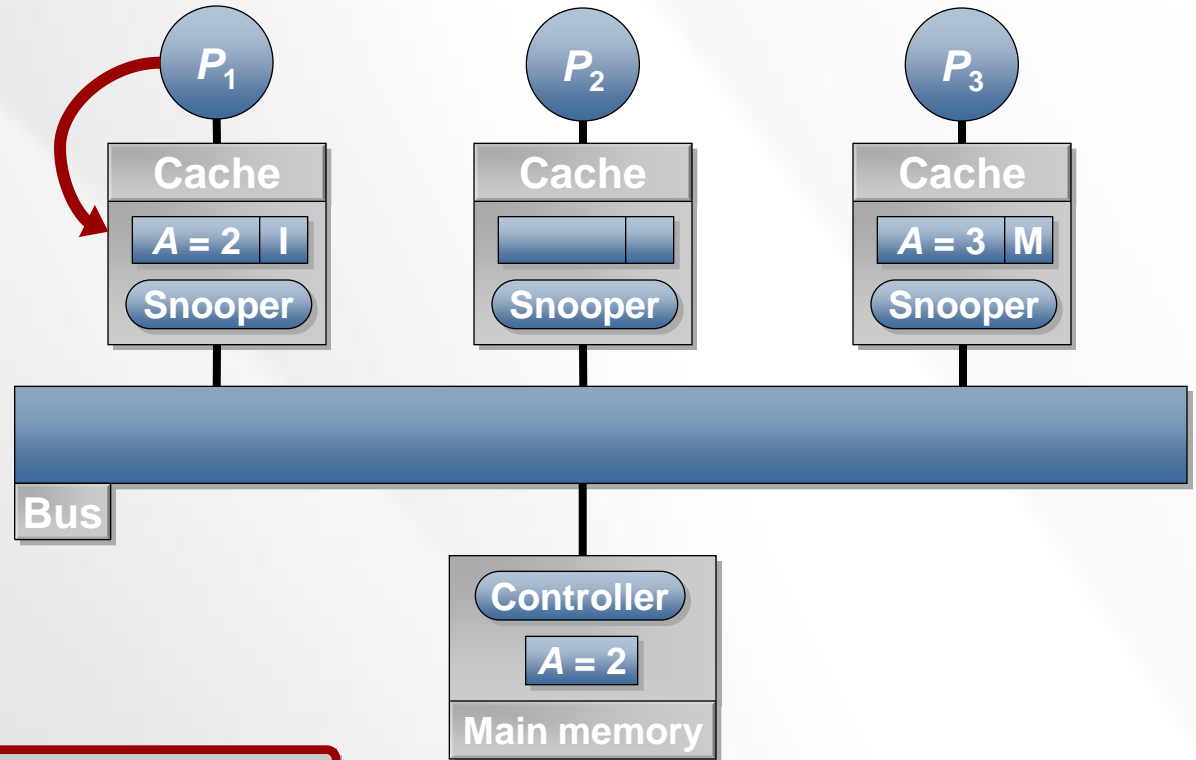 P1
P2
P3
Cache
Cache
Cache
A = 2 I
A = 3 M
Snooper
Snooper
Snooper
Bus
Controller
A = 2
Main memory